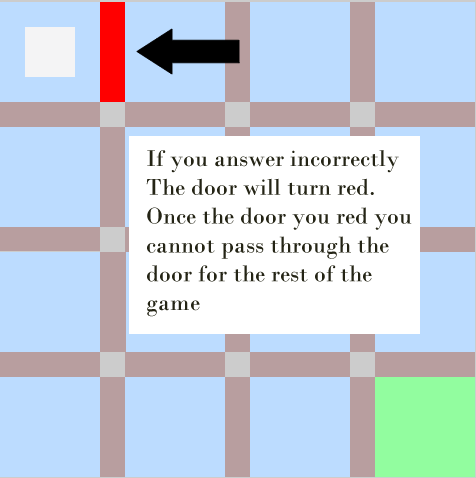 If you answer incorrectly
The door will turn red.
Once the door you red you
cannot pass through the
door for the rest of the
game